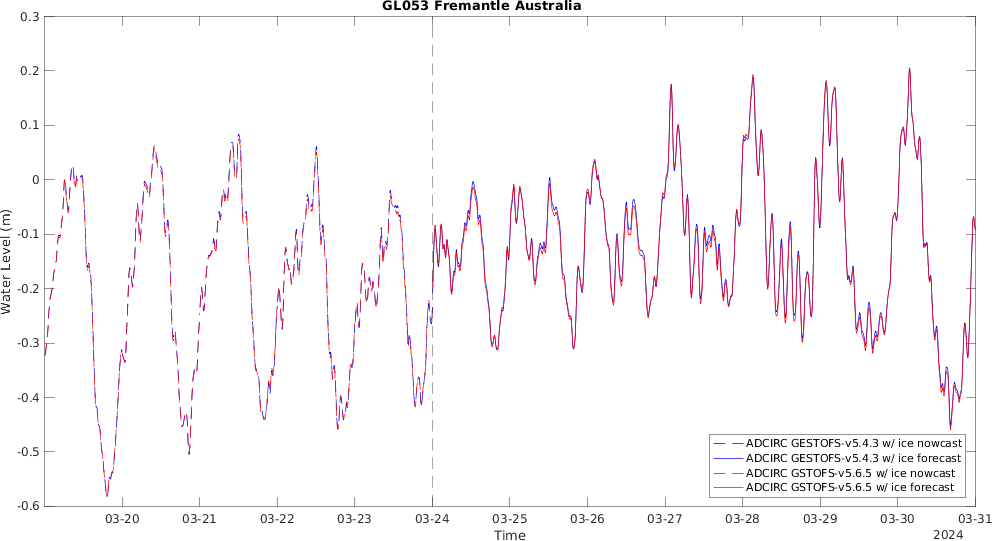 GL053 Fremantle Australia
0.3
0.2
0.1
0
-0.1
-0.2
-0.3
-0.4
-0.5
-0.6
Water Level (m)
03-20 03-21 03-22 03-23 03-24 03-25 03-26 03-27 03-28 03-29 03-30 03-31
Time
2024
ADCIRC GESTOFS-v5.4.3 w/ ice nowcast
ADCIRC GESTOFS-v5.4.3 w/ ice forecast
ADCIRC GSTOFS-v5.6.5 w/ ice nowcast
ADCIRC GSTOFS-v5.6.5 w/ ice forecast